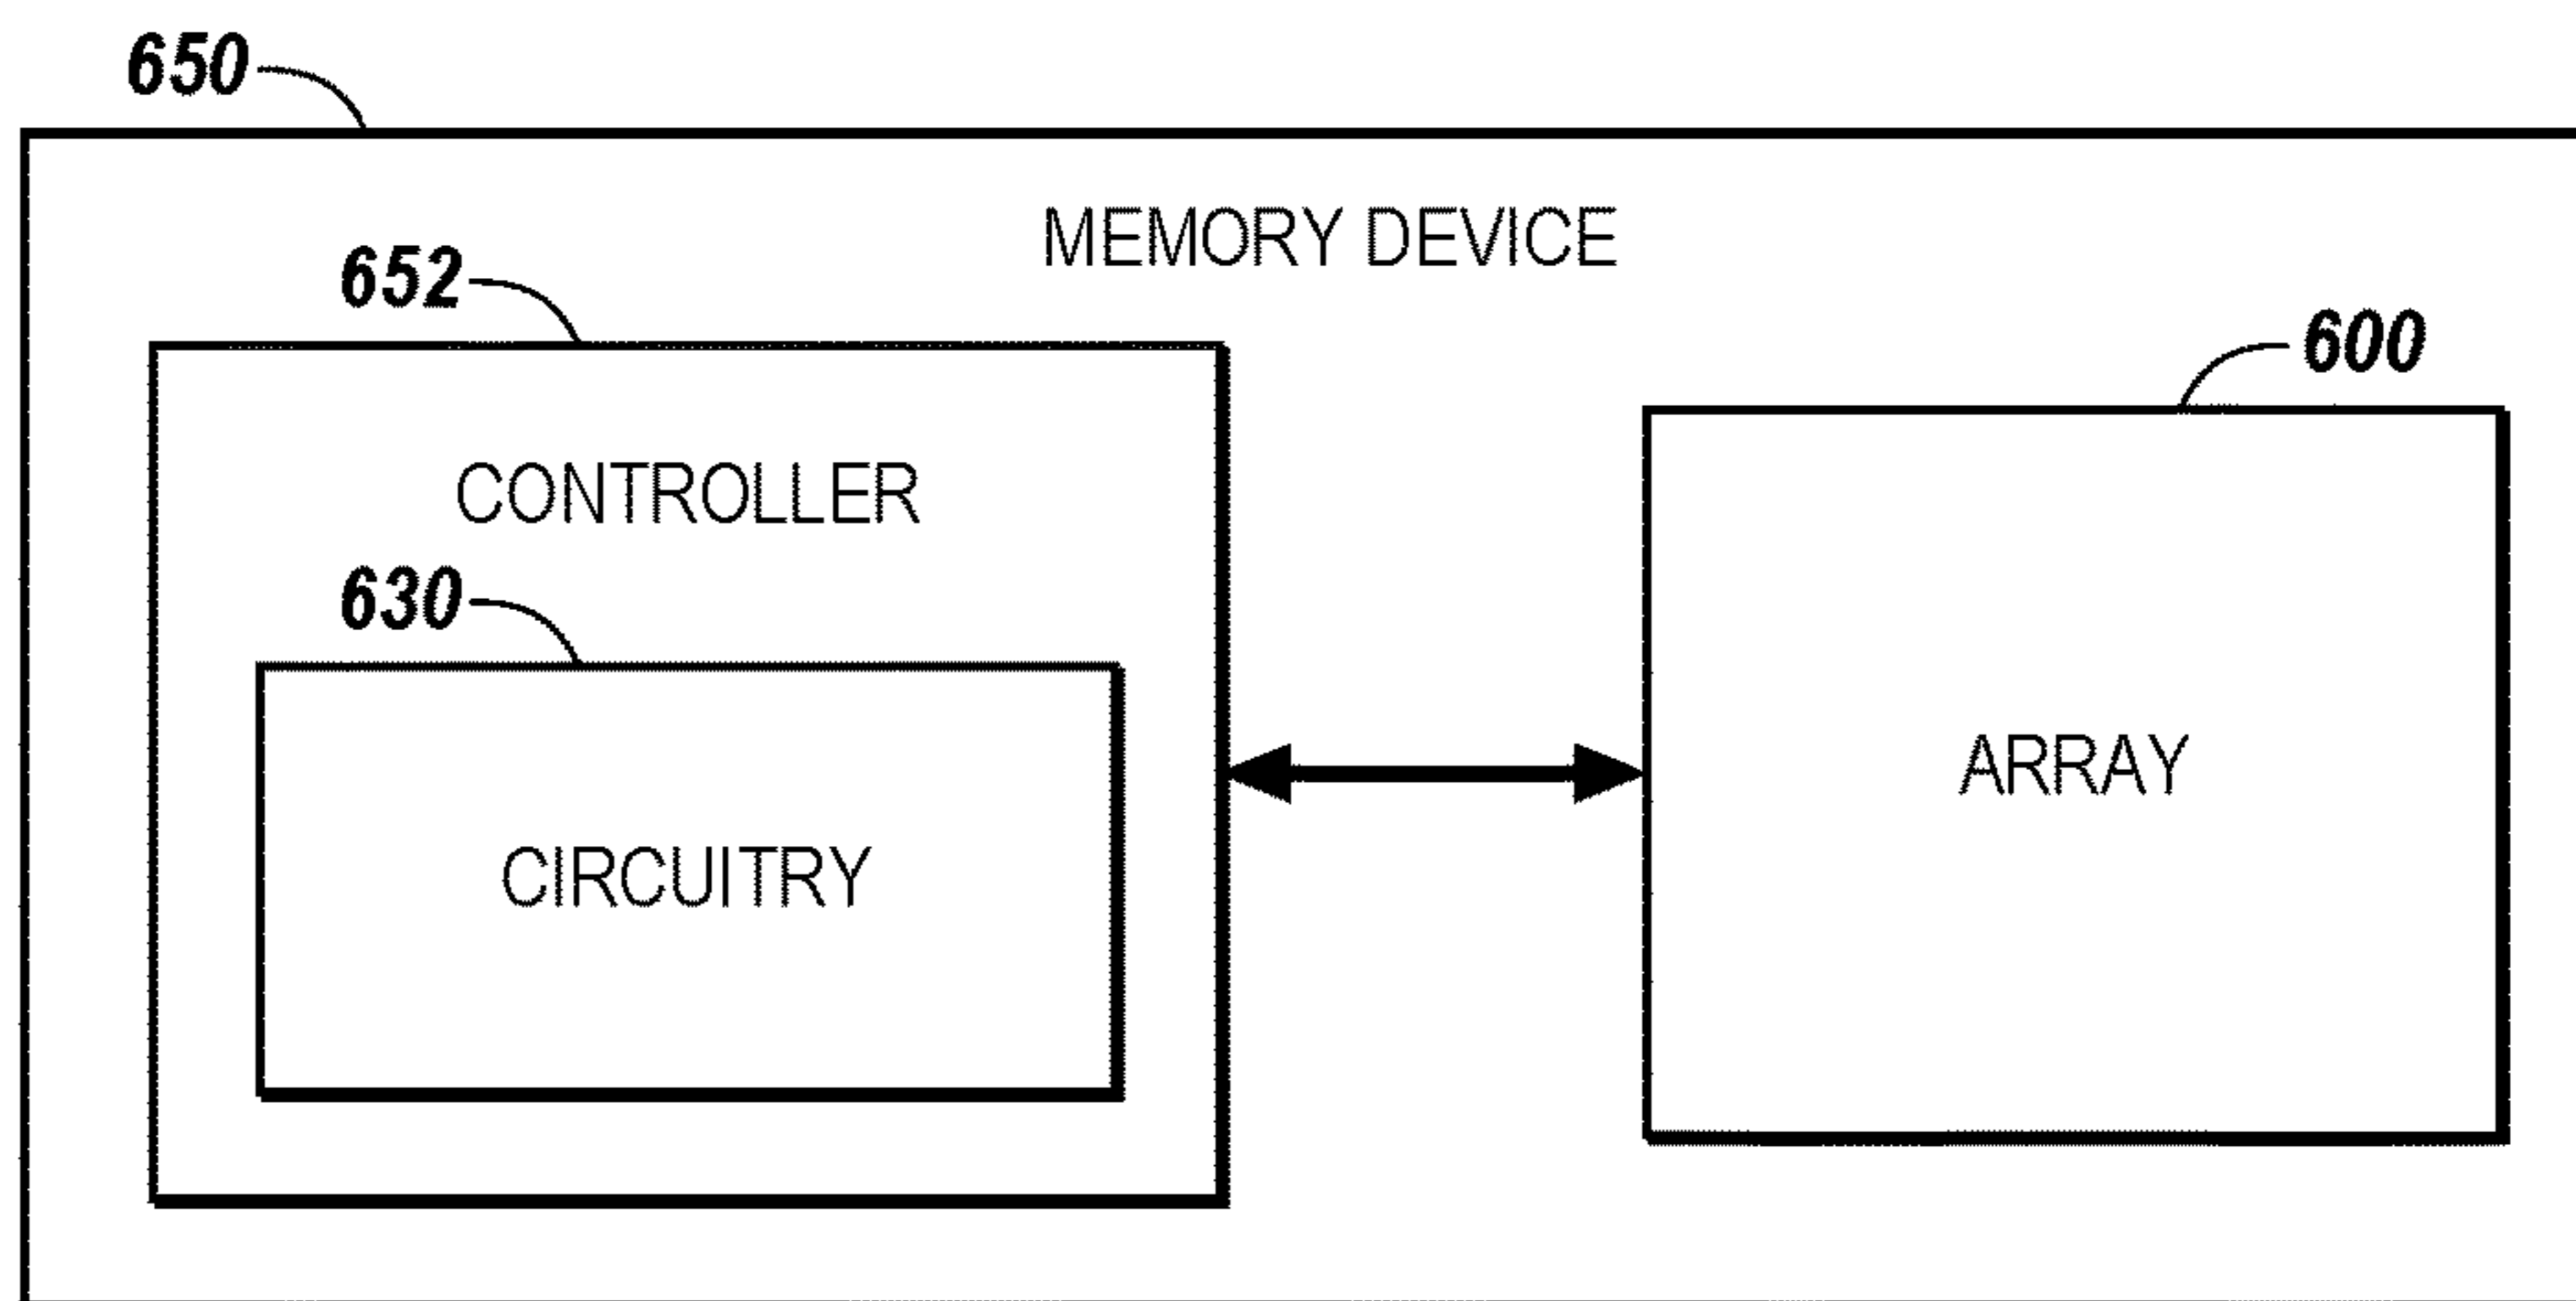 650
MEMORY DEVICE
652
600
CONTROLLER
630
ARRAY
CIRCUITRY